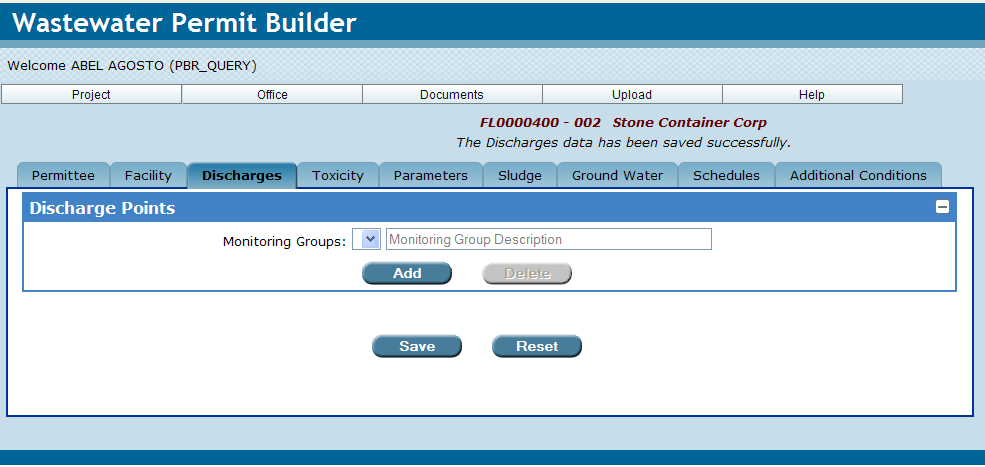 Wastewater Permit Builder
Welcome ABEL AGOSTO (PBR_QUERY)
Project Office Documents Upload Help
FL0000400 - 002 Stone Container Corp
The Discharges data has been saved successfully.
Permittee Facility Discharges Toxicity Parameters Sludge Ground Water Schedules Additional Conditions
Discharge Points
Monitoring Groups: Monitoring Group Description
Add Delete
Save Reset